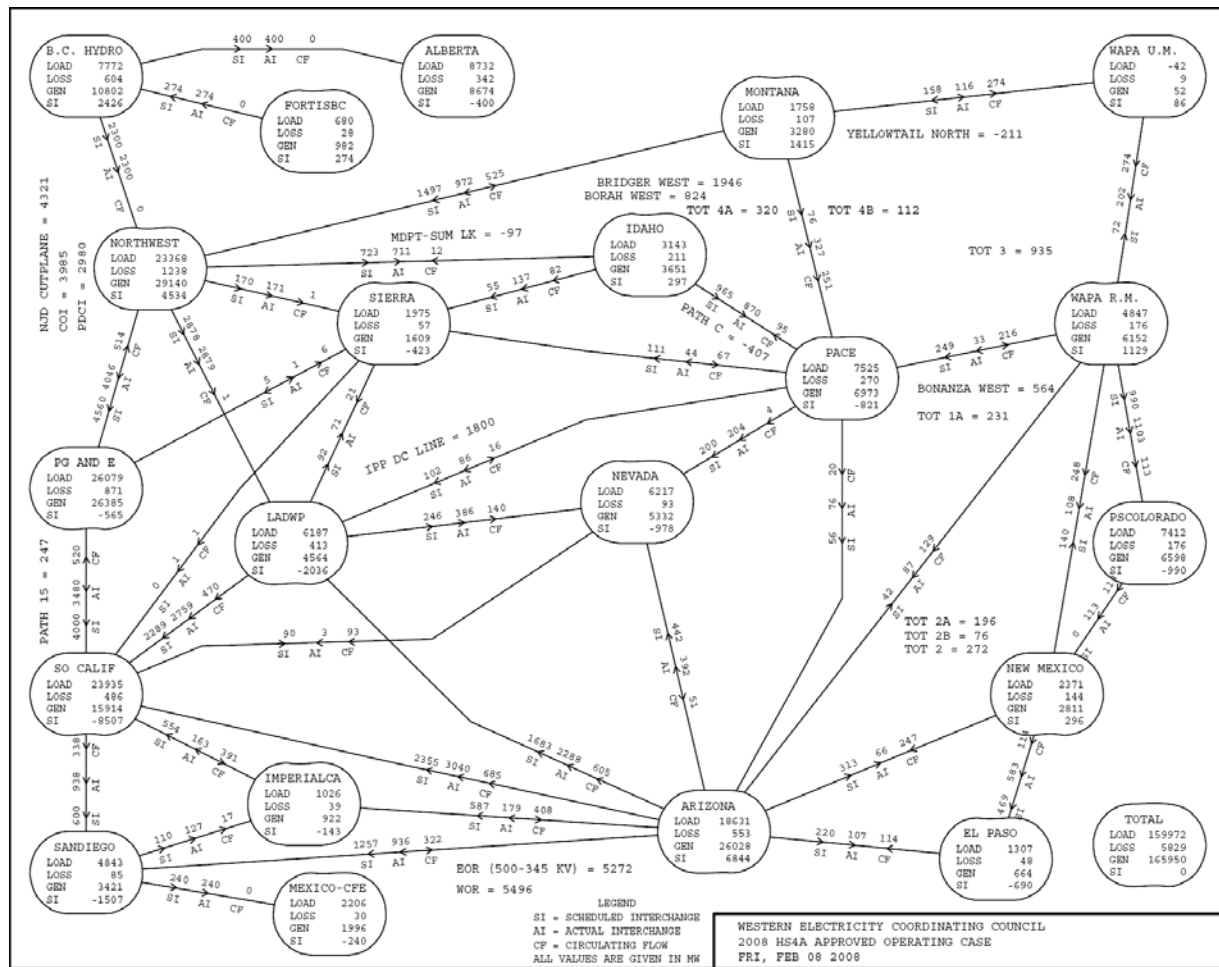 B.C. HYDRO
LOAD 7772
LOSS 604
GEN 10802
SI 2426
400 400 0
SI AI CF
ALBERTA
LOAD 8732
LOSS 342
GEN 8674
SI -400
274 274 0
SI AI CF
FORTISBC
LOAD 680
LOSS 28
GEN 982
SI 274
MONTANA
LOAD 1758
LOSS 107
GEN 3280
SI 1415
158 116 274
SI AI CF
WAPA U.M.
LOAD -42
LOSS 9
GEN 52
SI 86
YELLOWTAIL NORTH = -211
2300 2300 0
SI AI CF
1497 972 525
SI AI CF
BRIDGER WEST = 1946
BORAH WEST = 824
TOT 4A = 320
TOT 4B = 112
76 327 251
SI AI CF
72 202 274
SI AI CF
TOT 3 = 935
NJD CUTPLANE = 4321
COI = 3985
PDCI = 2980
NORTHWEST
LOAD 23368
LOSS 1238
GEN 29140
SI 4534
MDPT-SUM LK = -97
723 711 12
SI AI CF
IDAHO
LOAD 3143
LOSS 211
GEN 3651
SI 297
170 171 1
SI AI CF
55 137 82
SI AI CF
SIERRA
LOAD 1975
LOSS 57
GEN 1609
SI -423
965 870 95
SI AI CF
PATH C = -407
WAPA R.M.
LOAD 4847
LOSS 176
GEN 6152
SI 1129
249 33 216
SI AI CF
PACE
LOAD 7525
LOSS 270
GEN 6973
SI -821
111 44 67
SI AI CF
BONANZA WEST = 564
TOT 1A = 231
2878 2879 1
SI AI CF
4560 4046 514
SI AI CF
5 1 6
SI AI CF
92 71 21
SI AI CF
IPP DC LINE = 1800
102 86 16
SI AI CF
200 204 4
SI AI CF
990 1103 113
SI AI CF
PG AND E
LOAD 26079
LOSS 871
GEN 26385
SI -565
LADWP
LOAD 6187
LOSS 413
GEN 4564
SI -2036
246 386 140
SI AI CF
NEVADA
LOAD 6217
LOSS 93
GEN 5332
SI -978
56 76 20
SI AI CF
140 108 248
SI AI CF
PSCOLORADO
LOAD 7412
LOSS 176
GEN 6598
SI -990
PATH 15 = 247
4000 3480 520
SI AI CF
0 1 1
SI AI CF
2289 2759 470
SI AI CF
90 3 93
SI AI CF
442 392 51
SI AI CF
42 87 129
SI AI CF
0 113
SI AI CF
TOT 2A = 196
TOT 2B = 76
TOT 2 = 272
SO CALIF
LOAD 23935
LOSS 486
GEN 15914
SI -8507
NEW MEXICO
LOAD 2371
LOSS 144
GEN 2811
SI 296
554 163 391
SI AI CF
2355 3040 685
SI AI CF
1683 2288 605
SI AI CF
313 66 247
SI AI CF
469 583
SI AI CF
600 938 338
SI AI CF
IMPERIALCA
LOAD 1026
LOSS 39
GEN 922
SI -143
587 179 408
SI AI CF
ARIZONA
LOAD 18631
LOSS 553
GEN 26028
SI 6844
110 127 17
SI AI CF
1257 936 322
SI AI CF
220 107 114
SI AI CF
EL PASO
LOAD 1307
LOSS 48
GEN 664
SI -690
TOTAL
LOAD 159972
LOSS 5829
GEN 165950
SI 0
SANDIEGO
LOAD 4843
LOSS 85
GEN 3421
SI -1507
240 240 0
SI AI CF
MEXICO-CFE
LOAD 2206
LOSS 30
GEN 1996
SI -240
EOR (500-345 KV) = 5272
WOR = 5496
LEGEND
SI = SCHEDULED INTERCHANGE
AI = ACTUAL INTERCHANGE
CF = CIRCULATING FLOW
ALL VALUES ARE GIVEN IN MW
WESTERN ELECTRICITY COORDINATING COUNCIL
2008 HS4A APPROVED OPERATING CASE
FRI, FEB 08 2008